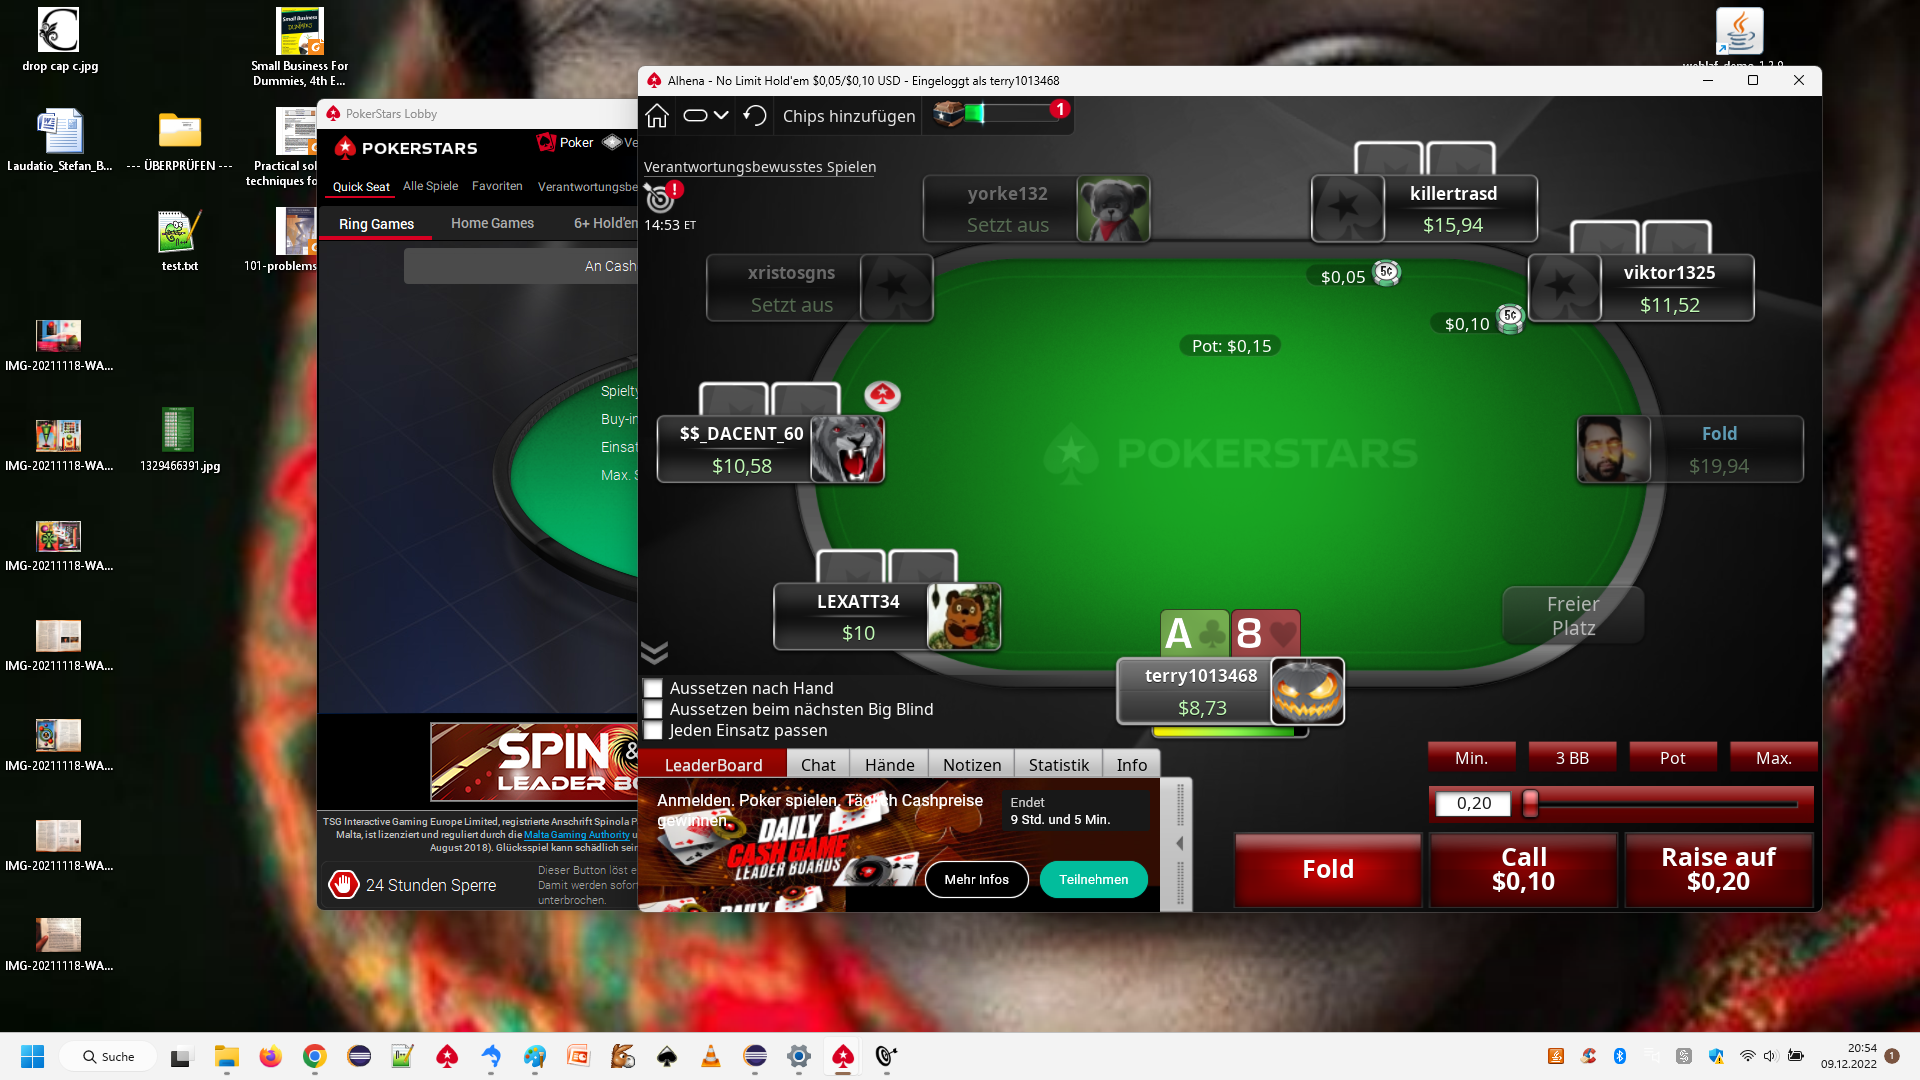 drop cap c.jpg
Small Business For
Dummies, 4th E...
Laudatio_Stefan_B...
--- ÜBERPRÜFEN ---
Practical sol
techniques fo
test.txt
101-problems
IMG-20211118-WA...
IMG-20211118-WA...
1329466391.jpg
IMG-20211118-WA...
IMG-20211118-WA...
IMG-20211118-WA...
IMG-20211118-WA...
IMG-20211118-WA...
PokerStars Lobby
POKERSTARS
Poker
Ve
Quick Seat
Alle Spiele
Favoriten
Verantwortungsbe
Ring Games
Home Games
6+ Hold'en
An Cash
Spielty
Buy-in
Einsat
Max. S
SPIN &
LEADER BO
TSG Interactive Gaming Europe Limited, registrierte Anschrift Spinola P
Malta, ist lizenziert und reguliert durch die Malta Gaming Authority u
August 2018). Glücksspiel kann schädlich sein
24 Stunden Sperre
Dieser Button löst e
Damit werden sofor
unterbrochen.
Alhena - No Limit Hold'em $0,05/$0,10 USD - Eingeloggt als terry1013468
Chips hinzufügen
1
Verantwortungsbewusstes Spielen
14:53 ET
yorke132
Setzt aus
killertrasd
$15,94
xristosgns
Setzt aus
viktor1325
$11,52
$0,05
5¢
$0,10
5¢
Pot: $0,15
$$_DACENT_60
$10,58
POKERSTARS
Fold
$19,94
LEXATT34
$10
Freier
Platz
A
8
terry1013468
$8,73
Aussetzen nach Hand
Aussetzen beim nächsten Big Blind
Jeden Einsatz passen
LeaderBoard
Chat
Hände
Notizen
Statistik
Info
Anmelden. Poker spielen. Täglich Cashpreise
gewinnen.
Endet
9 Std. und 5 Min.
DAILY
CASH GAME
LEADER BOARDS
DAILY
Mehr Infos
Teilnehmen
Min.
3 BB
Pot
Max.
0,20
Fold
Call
$0,10
Raise auf
$0,20
Suche
20:54
09.12.2022
1